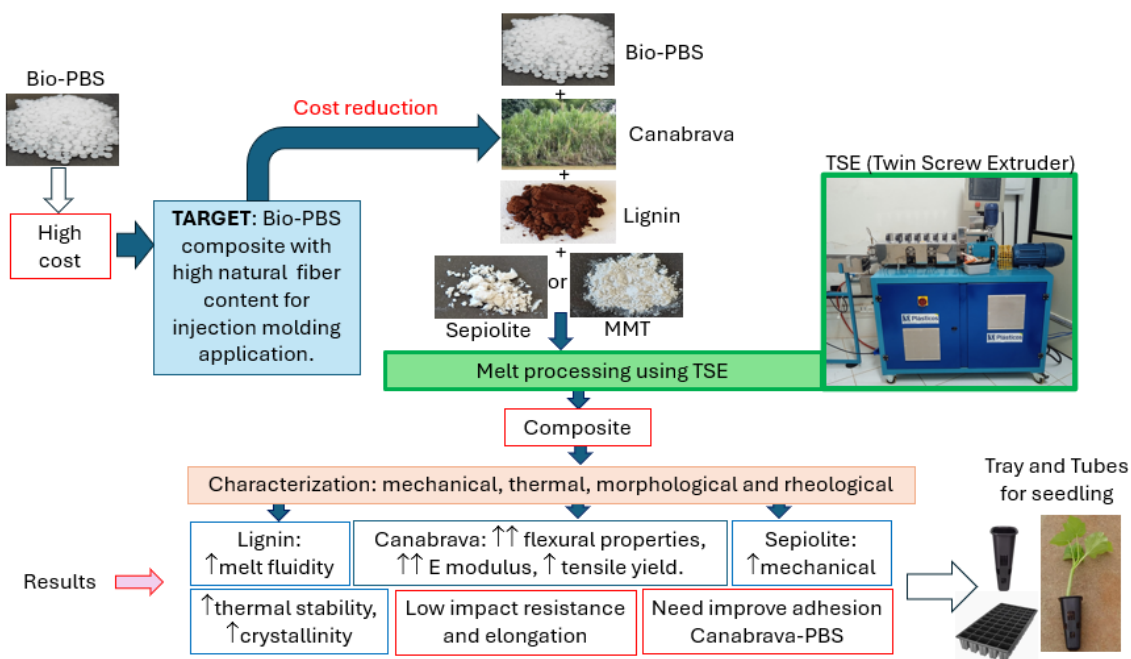 Bio-PBS
High
cost
TARGET: Bio-PBS
composite with
high natural fiber
content for
injection molding
application.
Cost reduction
Bio-PBS
+
Canabrava
+
Lignin
+
or
Sepiolite
MMT
TSE (Twin Screw Extruder)
Plásticos
Plásticos
Melt processing using TSE
Composite
Characterization: mechanical, thermal, morphological and rheological
Results
Lignin:
↑melt fluidity
Canabrava: ↑↑ flexural properties,
↑↑ E modulus, ↑ tensile yield.
Sepiolite:
↑mechanical
↑thermal stability,
↑crystallinity
Low impact resistance
and elongation
Need improve adhesion
Canabrava-PBS
Tray and Tubes
for seedling